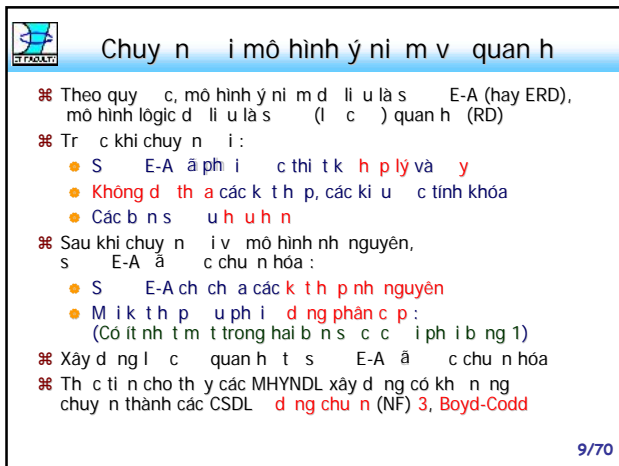 IT FACULTY
Chuy n i mô hình ý ni m v quan h
Theo quy c, mô hình ý ni m d li u là s E-A (hay ERD),
mô hình lôgic d li u là s (l c ) quan h (RD)
Tr c khi chuy n i :
S E-A ã ph i c thi t k h p lý và y
Không d th a các k t h p, các ki u c tính khóa
Các b n s u h u h n
Sau khi chuy n i v mô hình nh nguyên,
s E-A ã c chu n hóa :
S E-A ch ch a các k t h p nh nguyên
M i k t h p u ph i d ng phân c p :
(Có ít nh t m t trong hai b n s c c i ph i b ng 1)
Xây d ng l c quan h t s E-A ã c chu n hóa
Th c ti n cho th y các MHYNDL xây d ng có kh n ng
chuy n thành các CSDL d ng chu n (NF) 3, Boyd-Codd
9/70